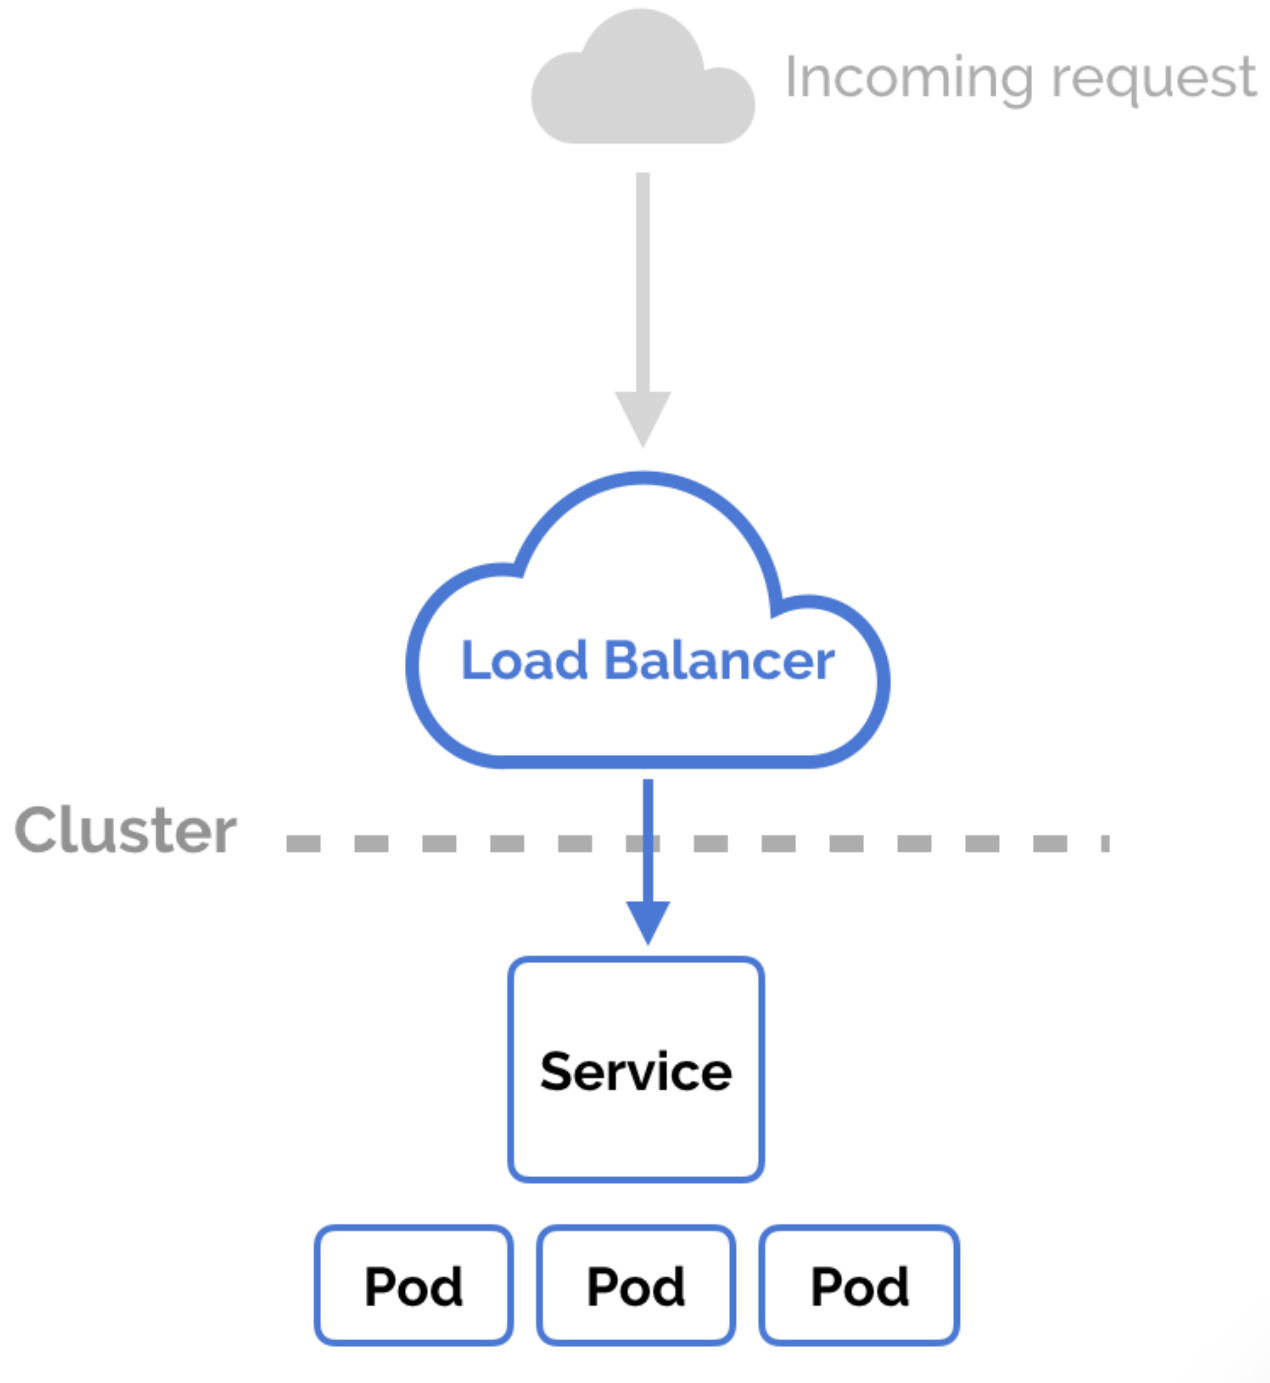 Incoming request
Load Balancer
Cluster
Service
Pod
Pod
Pod